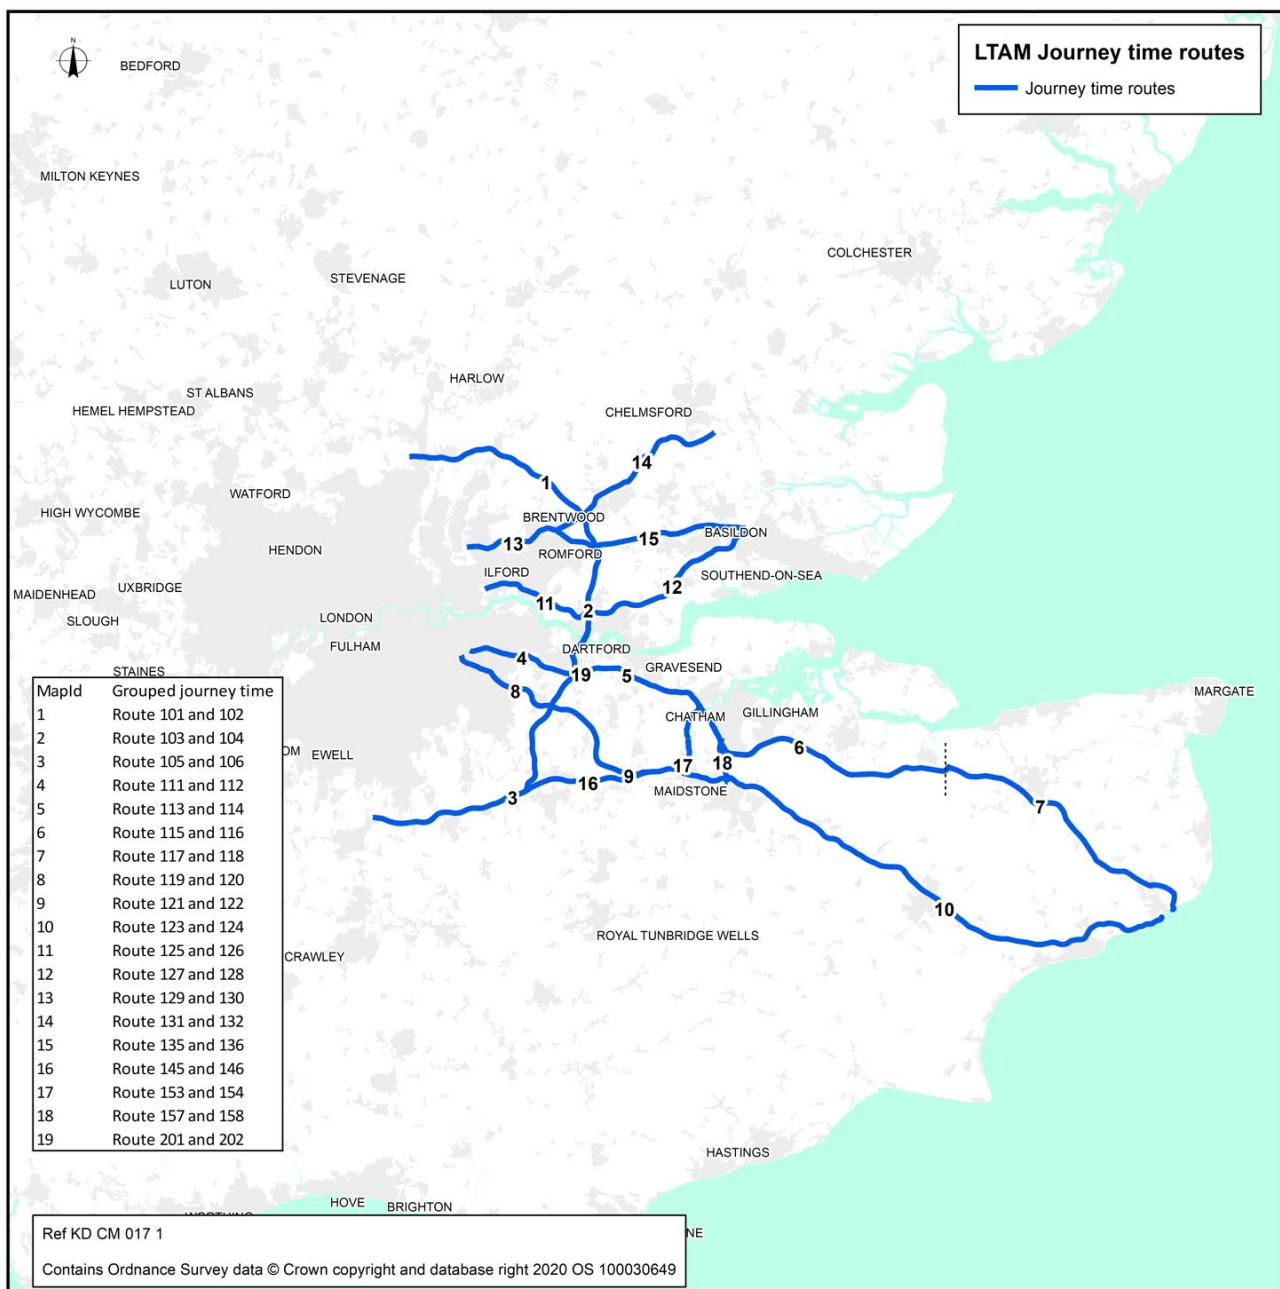 N
LTAM Journey time routes
Journey time routes
BEDFORD
MILTON KEYNES
COLCHESTER
STEVENAGE
LUTON
HARLOW
ST ALBANS
HEMEL HEMPSTEAD
CHELMSFORD
14
1
WATFORD
HIGH WYCOMBE
BRENTWOOD
BASILDON
15
13
HENDON
ROMFORD
ILFORD
SOUTHEND-ON-SEA
UXBRIDGE
12
MAIDENHEAD
11
2
LONDON
SLOUGH
FULHAM
DARTFORD
4
GRAVESEND
STAINES
19
5
8
MARGATE
CHATHAM
GILLINGHAM
6
OM
EWELL
17
18
9
16
MAIDSTONE
3
7
10
ROYAL TUNBRIDGE WELLS
CRAWLEY
MapId Grouped journey time
1 Route 101 and 102
2 Route 103 and 104
3 Route 105 and 106
4 Route 111 and 112
5 Route 113 and 114
6 Route 115 and 116
7 Route 117 and 118
8 Route 119 and 120
9 Route 121 and 122
10 Route 123 and 124
11 Route 125 and 126
12 Route 127 and 128
13 Route 129 and 130
14 Route 131 and 132
15 Route 135 and 136
16 Route 145 and 146
17 Route 153 and 154
18 Route 157 and 158
19 Route 201 and 202
HASTINGS
HOVE
BRIGHTON
NE
Ref KD CM 017 1
Contains Ordnance Survey data © Crown copyright and database right 2020 OS 100030649